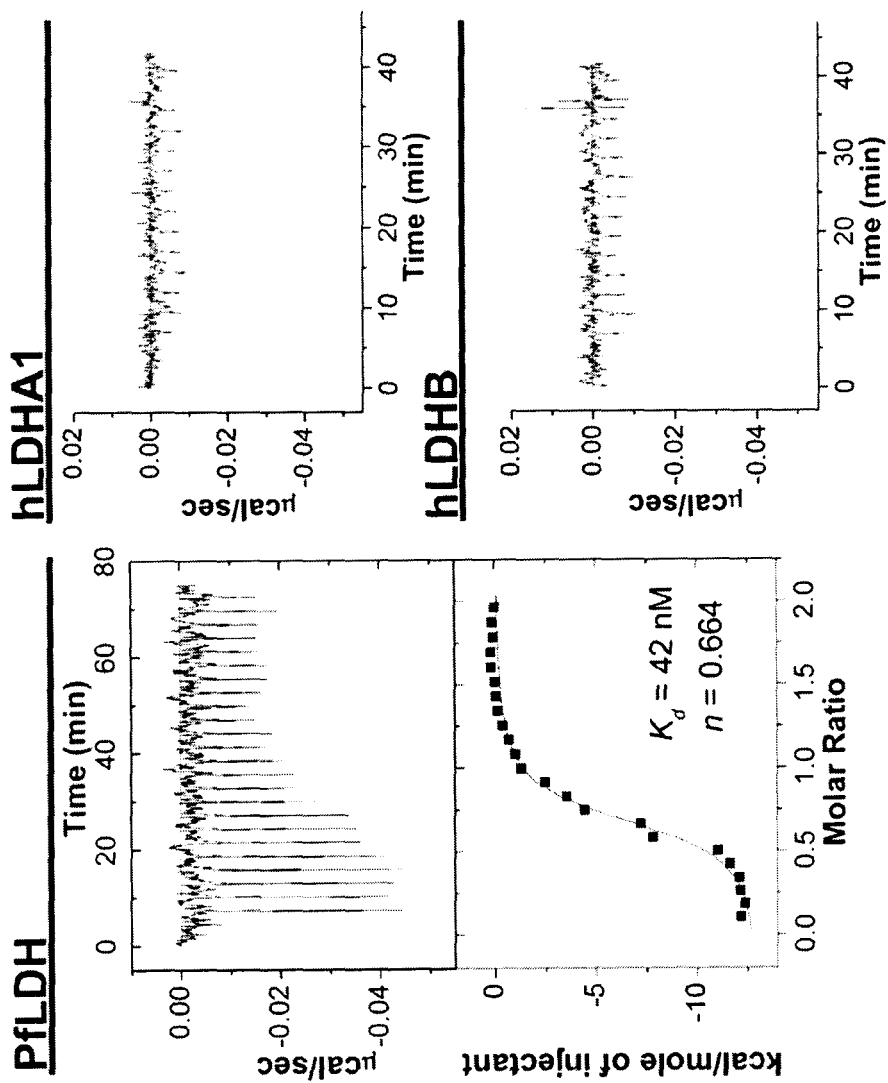 PfLDH
Time (min)
0 20 40 60 80
0.00
-0.02
-0.04
μcal/sec
0
-5
-10
kcal/mole of injectant
K_d = 42 nM
n = 0.664
0.0 0.5 1.0 1.5 2.0
Molar Ratio
hLDHA1
0.02
0.00
-0.02
-0.04
μcal/sec
0 10 20 30 40
Time (min)
hLDHB
0.02
0.00
-0.02
-0.04
μcal/sec
0 10 20 30 40
Time (min)